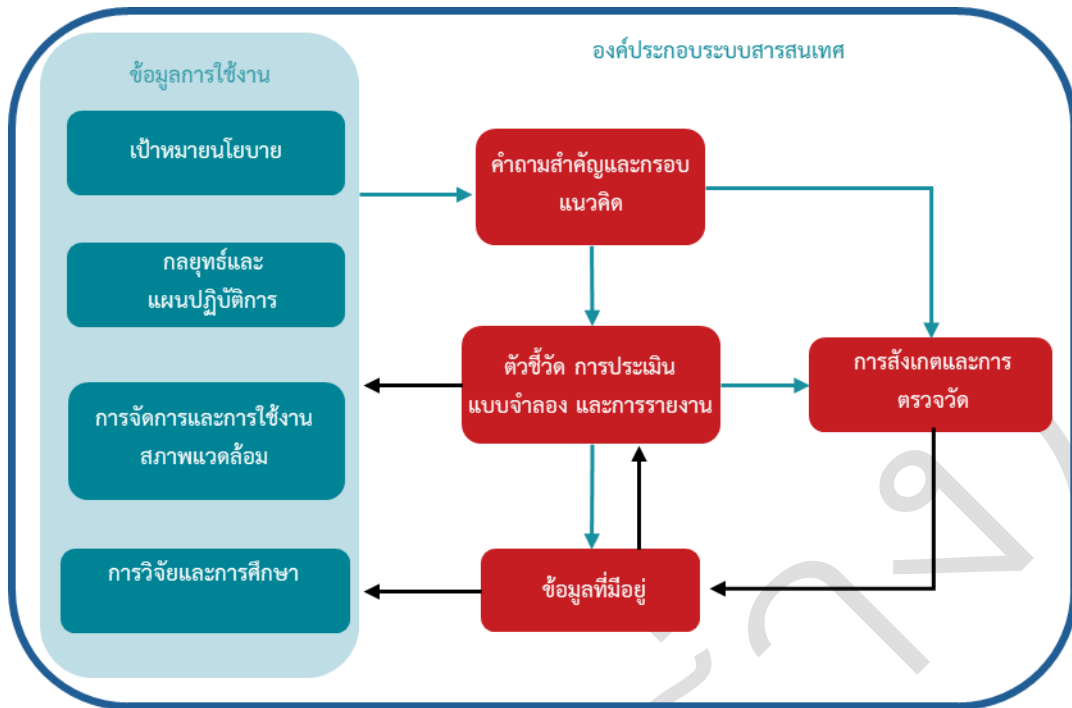 องค์ประกอบระบบสารสนเทศ
ข้อมูลการใช้งาน
เป้าหมายนโยบาย
กลยุทธ์และ
แผนปฏิบัติการ
การจัดการและการใช้งาน
สภาพแวดล้อม
การวิจัยและการศึกษา
คำถามสำคัญและกรอบ
แนวคิด
ตัวชี้วัด การประเมิน
แบบจำลอง และการรายงาน
การสังเกตและการ
ตรวจวัด
ข้อมูลที่มีอยู่